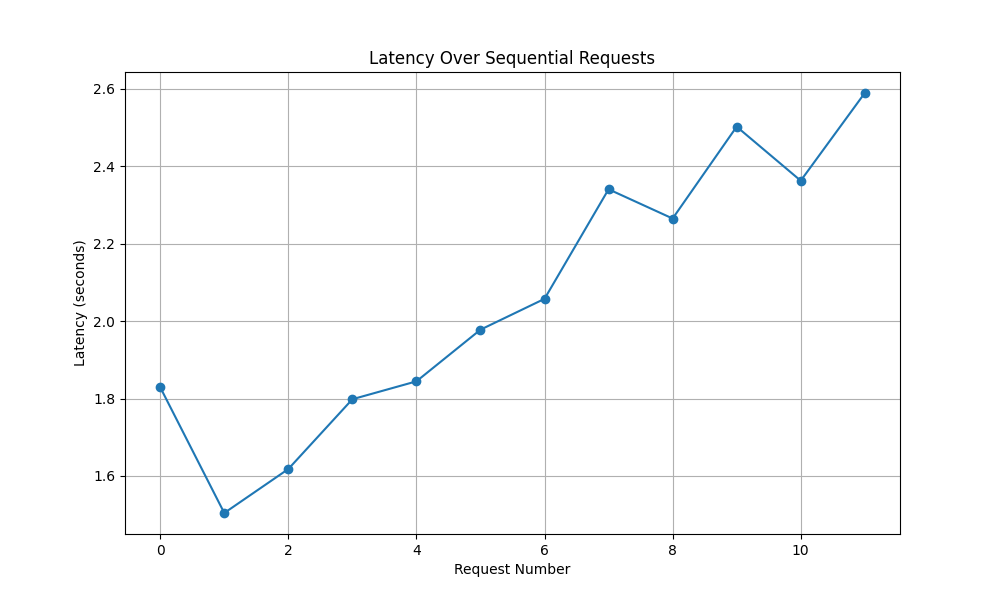 Latency Over Sequential Requests
2.6
2.4
2.2
2.0
1.8
1.6
Latency (seconds)
0 2 4 6 8 10
Request Number